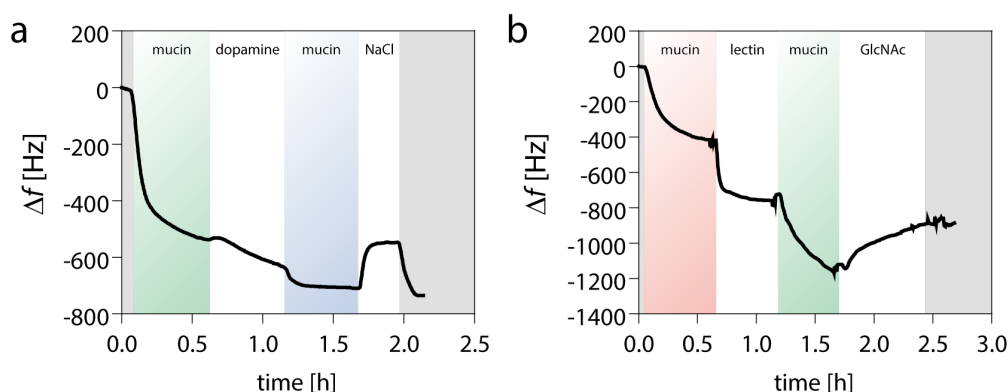 a
200
0
-200
-400
-600
-800
Δf [Hz]
mucin dopamine mucin NaCl
0.0 0.5 1.0 1.5 2.0 2.5
time [h]
b
200
0
-200
-400
-600
-800
-1000
-1200
-1400
Δf [Hz]
mucin lectin mucin GlcNAc
0.0 0.5 1.0 1.5 2.0 2.5 3.0
time [h]